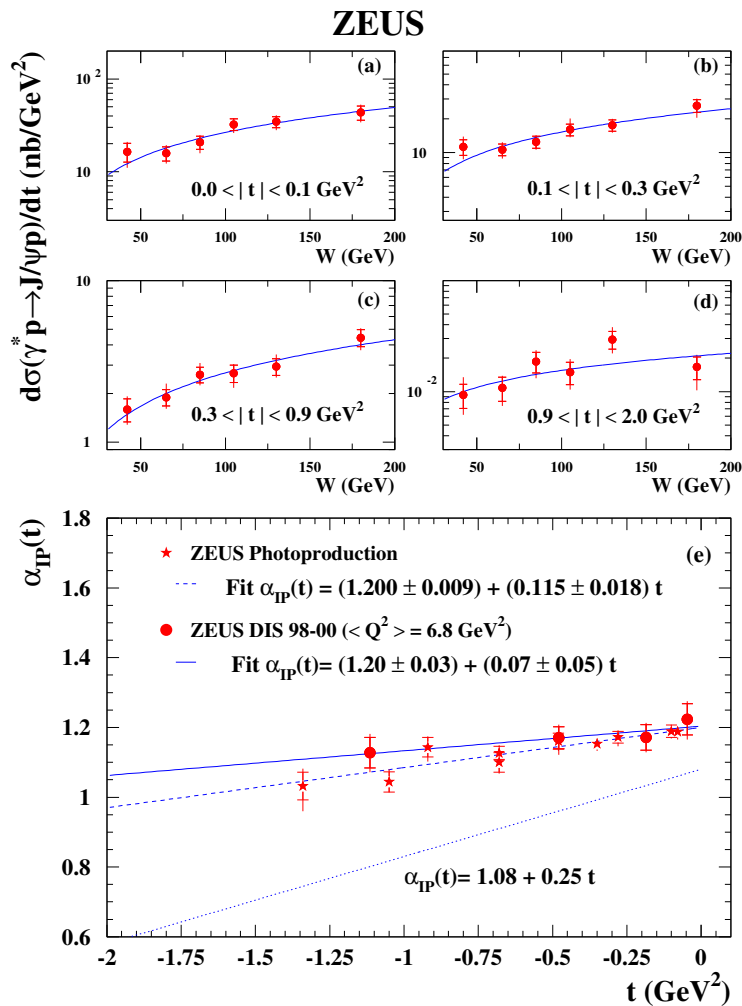 ZEUS
dσ(γ* p→J/ψp)/dt (nb/GeV²)
(a)
10²
10
0.0 <| t | < 0.1 GeV²
50 100 150 200
W (GeV)
(b)
10
0.1 <| t | < 0.3 GeV²
50 100 150 200
W (GeV)
(c)
10
1
0.3 < | t | < 0.9 GeV²
50 100 150 200
W (GeV)
(d)
10⁻²
0.9 <| t | < 2.0 GeV²
50 100 150 200
W (GeV)
α_IP(t)
1.8
1.6
1.4
1.2
1
0.8
0.6
(e)
ZEUS Photoproduction
Fit α_IP(t) = (1.200 ± 0.009) + (0.115 ± 0.018) t
ZEUS DIS 98-00 (< Q² > = 6.8 GeV²)
Fit α_IP(t)= (1.20 ± 0.03) + (0.07 ± 0.05) t
α_IP(t)= 1.08 + 0.25 t
-2 -1.75 -1.5 -1.25 -1 -0.75 -0.5 -0.25 0
t (GeV²)